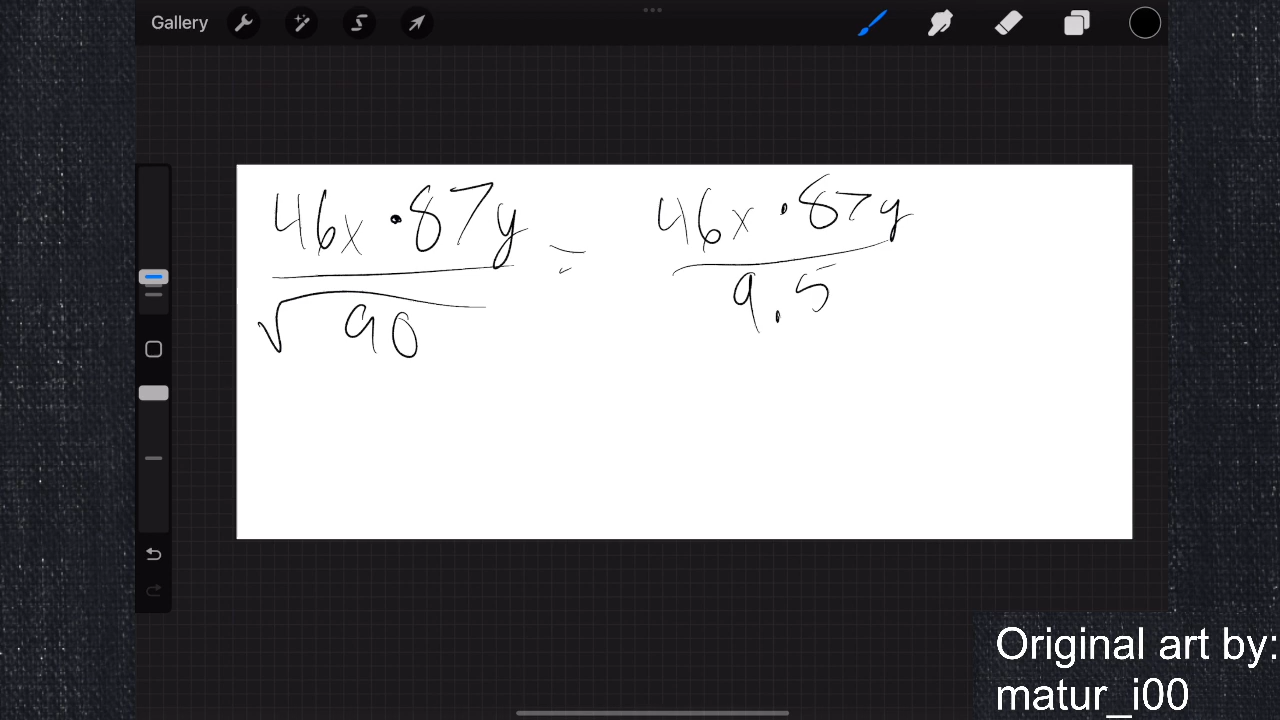 Gallery
46x · 87y = 46x · 87y
√90 9.5
Original art by:
matur_i00